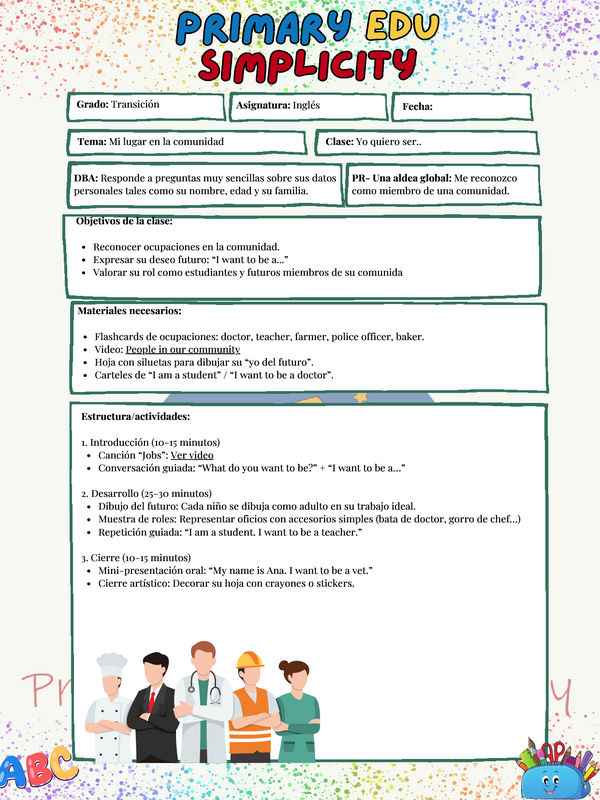 PRIMARY EDU
SIMPLICITY
Grado: Transición
Asignatura: Inglés
Fecha:
Tema: Mi lugar en la comunidad
Clase: Yo quiero ser..
DBA: Responde a preguntas muy sencillas sobre sus datos
personales tales como su nombre, edad y su familia.
PR- Una aldea global: Me reconozco
como miembro de una comunidad.
Objetivos de la clase:
• Reconocer ocupaciones en la comunidad.
• Expresar su deseo futuro: “I want to be a...”
• Valorar su rol como estudiantes y futuros miembros de su comunida
Materiales necesarios:
• Flashcards de ocupaciones: doctor, teacher, farmer, police officer, baker.
• Video: People in our community
• Hoja con siluetas para dibujar su “yo del futuro”.
• Carteles de “I am a student” / “I want to be a doctor”.
Estructura/actividades:
1. Introducción (10-15 minutos)
• Canción “Jobs”: Ver video
• Conversación guiada: “What do you want to be?” + “I want to be a...”
2. Desarrollo (25-30 minutos)
• Dibujo del futuro: Cada niño se dibuja como adulto en su trabajo ideal.
• Muestra de roles: Representar oficios con accesorios simples (bata de doctor, gorro de chef...)
• Repetición guiada: “I am a student. I want to be a teacher.”
3. Cierre (10-15 minutos)
• Mini-presentación oral: “My name is Ana. I want to be a vet.”
• Cierre artístico: Decorar su hoja con crayones o stickers.
ABC